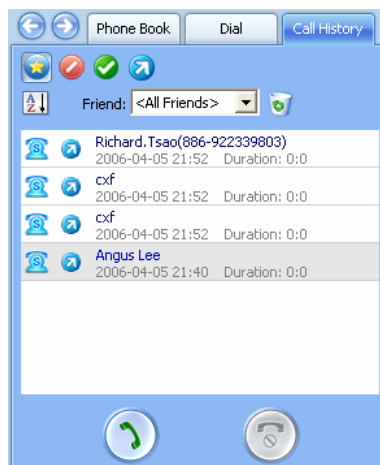 Phone Book Dial Call History
Friend: <All Friends>
Richard.Tsao(886-922339803)
2006-04-05 21:52 Duration: 0:0
cxf
2006-04-05 21:52 Duration: 0:0
cxf
2006-04-05 21:52 Duration: 0:0
Angus Lee
2006-04-05 21:40 Duration: 0:0